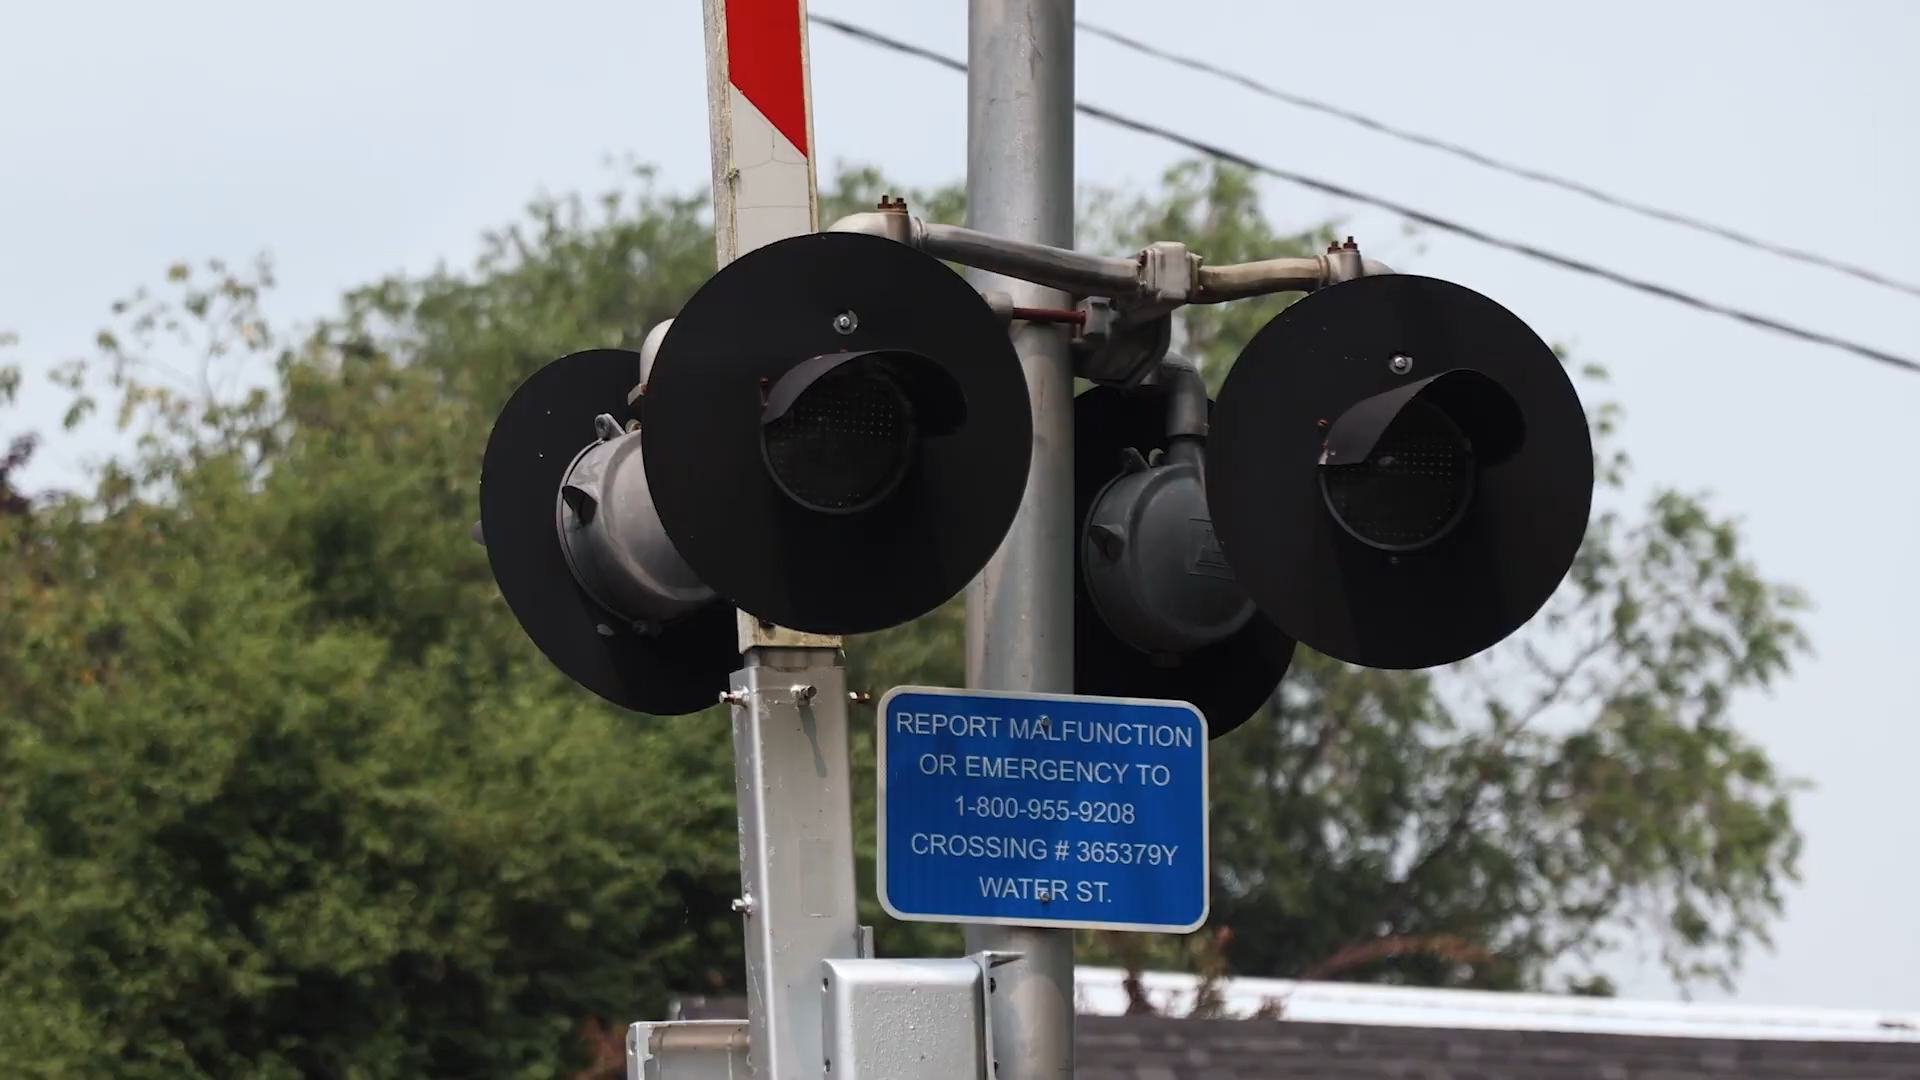 REPORT MALFUNCTION
OR EMERGENCY TO
1-800-955-9208
CROSSING # 365379Y
WATER ST.